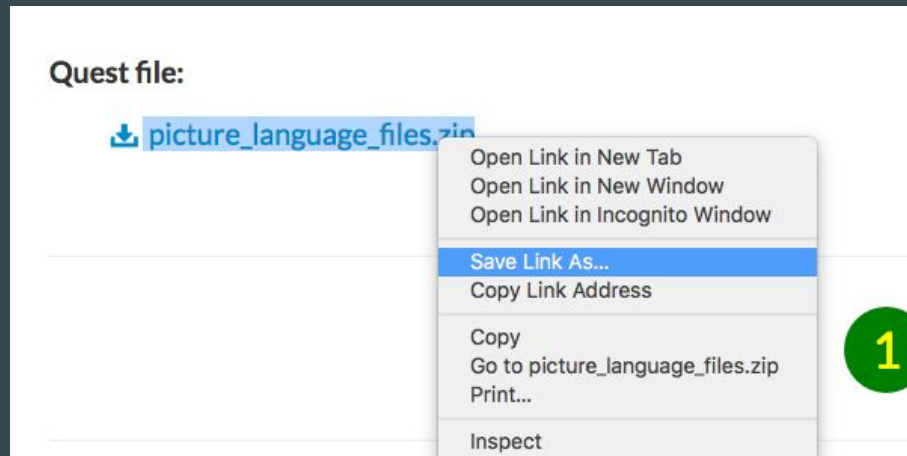 Quest file:
picture_language_files.zip
Open Link in New Tab
Open Link in New Window
Open Link in Incognito Window
Save Link As...
Copy Link Address
Copy
Go to picture_language_files.zip
Print...
Inspect
1